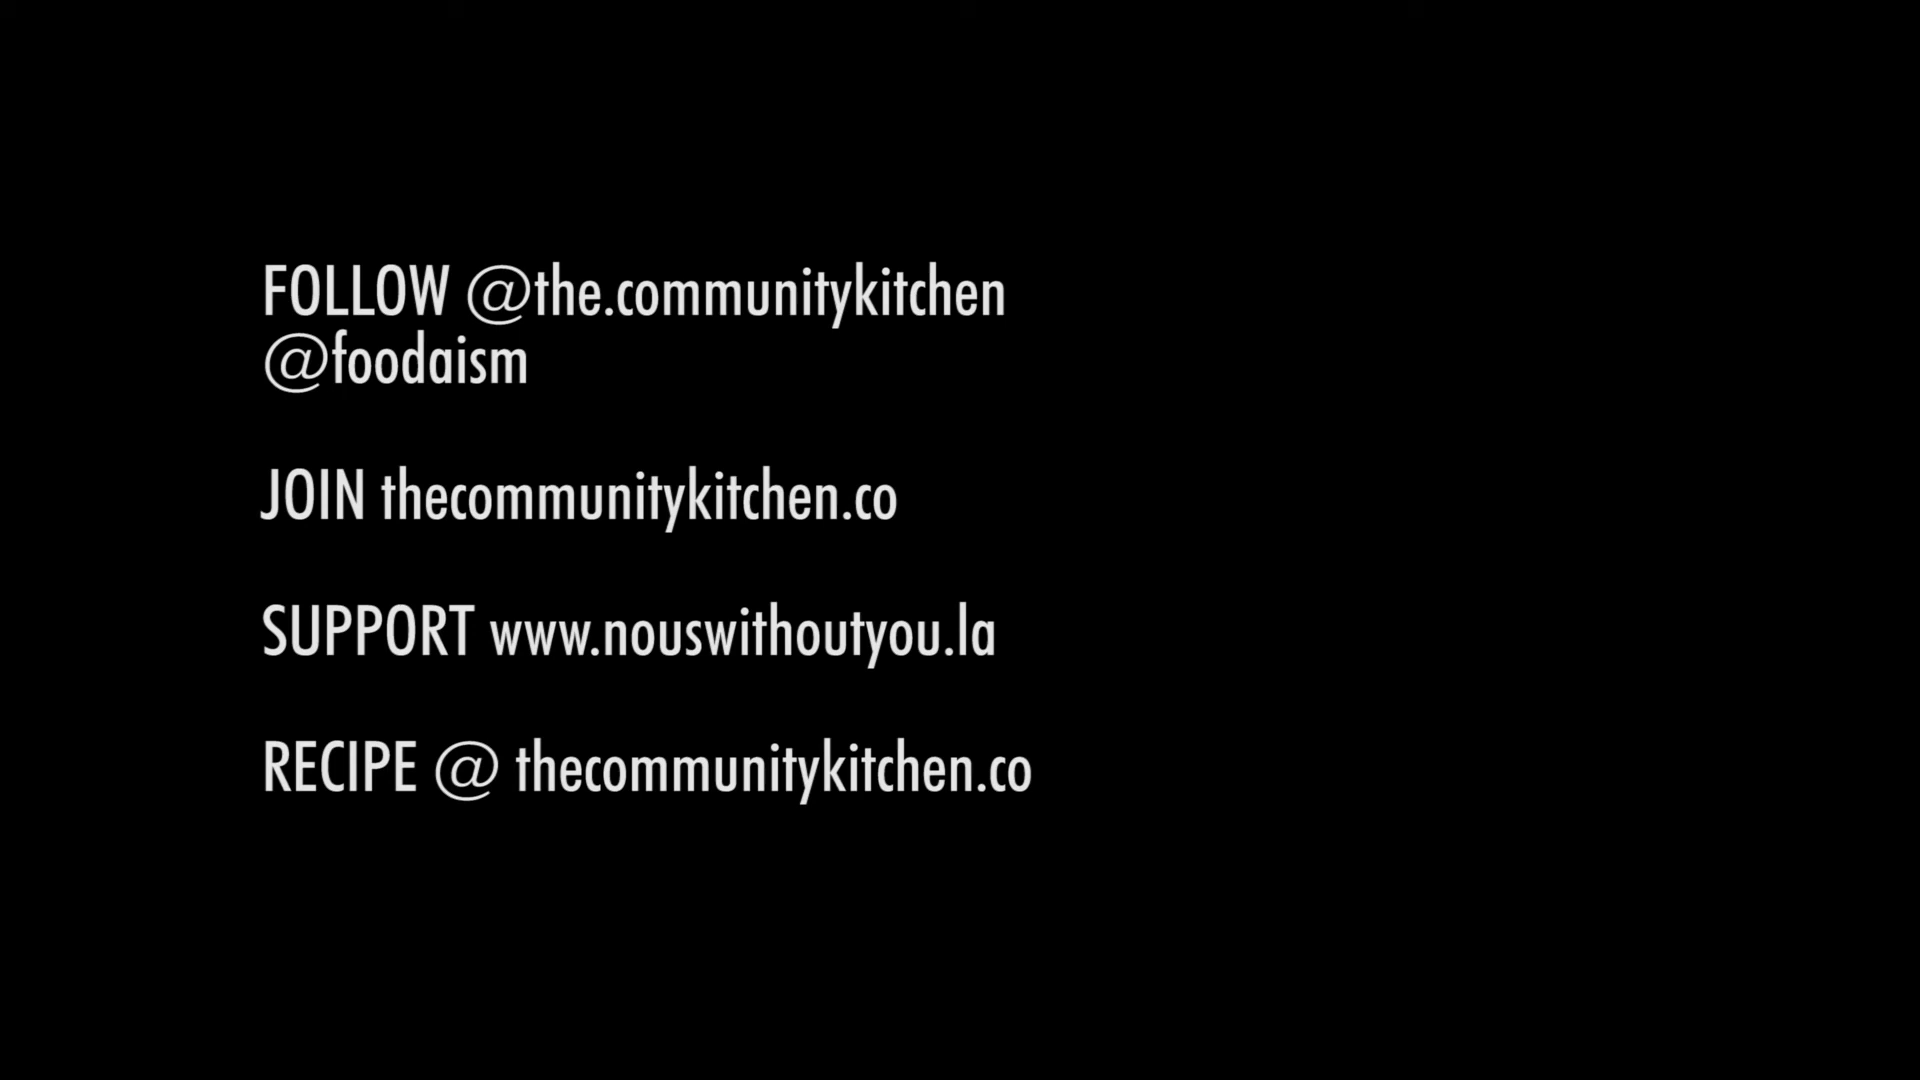 FOLLOW @the.communitykitchen
@foodaism
JOIN thecommunitykitchen.co
SUPPORT www.nouswithoutyou.la
RECIPE @ thecommunitykitchen.co